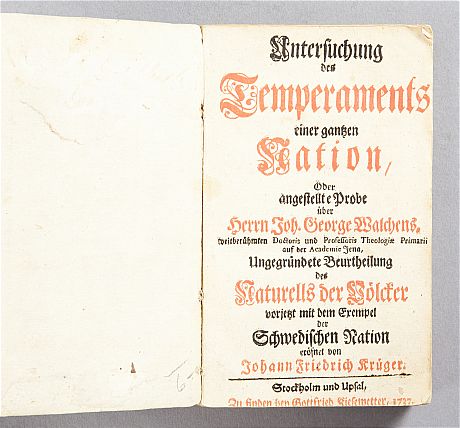 Untersuchung
des
Temperaments
einer gantzen
Nation,
Oder
angestellte Probe
über
Herrn Joh. George Walchens,
weitberühmten Doctoris und Professoris Theologiæ Primarii
auf der Academie Jena,
Ungegründete Beurtheilung
des
Naturells der Völcker
vorjetzt mit dem Exempel
der
Schwedischen Nation
eröfnet von
Johann Friedrich Krüger.
Stockholm und Upsal,
Zu finden bey Gottfried Kiesewetter, 1737.